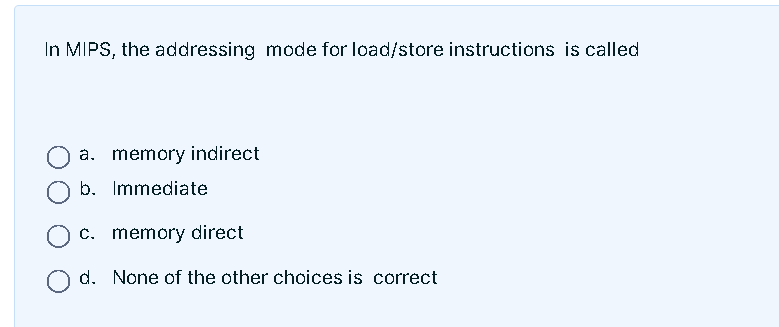 In MIPS, the addressing mode for load/store instructions is called
a. memory indirect
b. Immediate
c. memory direct
d. None of the other choices is correct